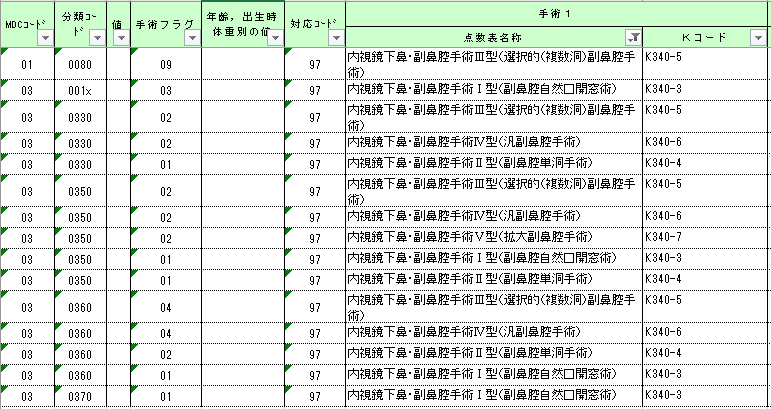 MDCｺｰﾄﾞ 分類ｺｰﾄﾞ 値 手術フラグ 年齢，出生時体重別の値 対応コード 手術１ 点数表名称 Ｋコード
01 0080 09 97 内視鏡下鼻・副鼻腔手術Ⅲ型(選択的(複数洞)副鼻腔手術) K340-5
03 001x 03 97 内視鏡下鼻・副鼻腔手術Ⅰ型(副鼻腔自然口開窓術) K340-3
03 0330 02 97 内視鏡下鼻・副鼻腔手術Ⅲ型(選択的(複数洞)副鼻腔手術) K340-5
03 0330 02 97 内視鏡下鼻・副鼻腔手術Ⅳ型(汎副鼻腔手術) K340-6
03 0330 01 97 内視鏡下鼻・副鼻腔手術Ⅱ型(副鼻腔単洞手術) K340-4
03 0350 02 97 内視鏡下鼻・副鼻腔手術Ⅲ型(選択的(複数洞)副鼻腔手術) K340-5
03 0350 02 97 内視鏡下鼻・副鼻腔手術Ⅳ型(汎副鼻腔手術) K340-6
03 0350 02 97 内視鏡下鼻・副鼻腔手術Ⅴ型(拡大副鼻腔手術) K340-7
03 0350 01 97 内視鏡下鼻・副鼻腔手術Ⅰ型(副鼻腔自然口開窓術) K340-3
03 0350 01 97 内視鏡下鼻・副鼻腔手術Ⅱ型(副鼻腔単洞手術) K340-4
03 0360 04 97 内視鏡下鼻・副鼻腔手術Ⅲ型(選択的(複数洞)副鼻腔手術) K340-5
03 0360 04 97 内視鏡下鼻・副鼻腔手術Ⅳ型(汎副鼻腔手術) K340-6
03 0360 02 97 内視鏡下鼻・副鼻腔手術Ⅱ型(副鼻腔単洞手術) K340-4
03 0360 01 97 内視鏡下鼻・副鼻腔手術Ⅰ型(副鼻腔自然口開窓術) K340-3
03 0370 01 97 内視鏡下鼻・副鼻腔手術Ⅰ型(副鼻腔自然口開窓術) K340-3